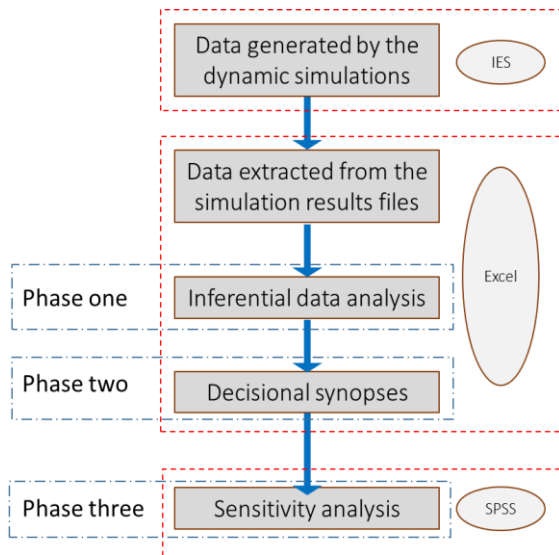 Data generated by the
dynamic simulations
IES
Data extracted from the
simulation results files
Excel
Phase one
Inferential data analysis
Phase two
Decisional synopses
Phase three
Sensitivity analysis
SPSS